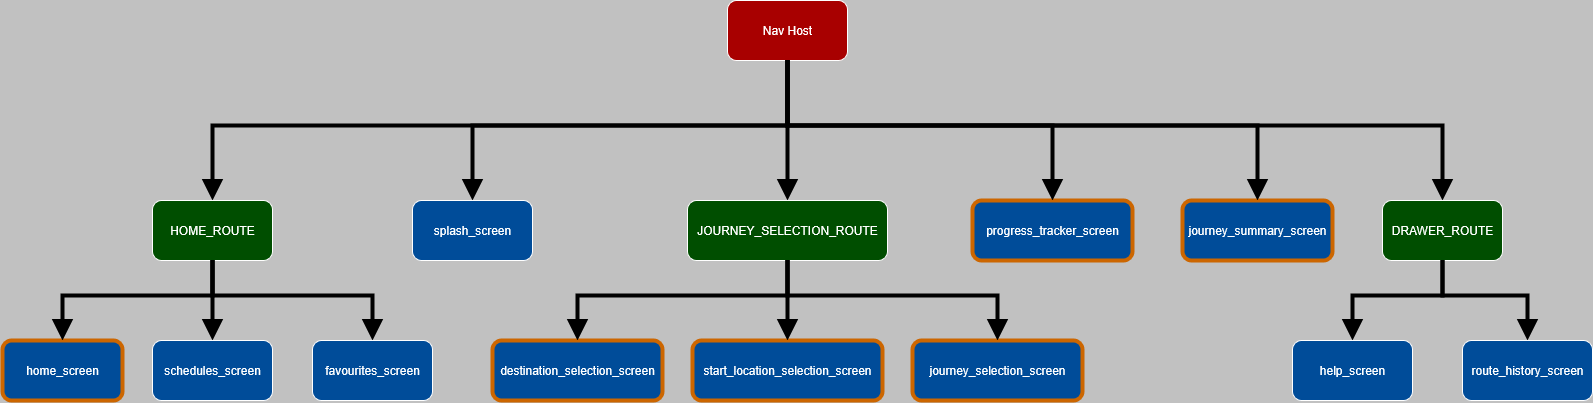 Nav Host
HOME_ROUTE
splash_screen
JOURNEY_SELECTION_ROUTE
progress_tracker_screen
journey_summary_screen
DRAWER_ROUTE
home_screen
schedules_screen
favourites_screen
destination_selection_screen
start_location_selection_screen
journey_selection_screen
help_screen
route_history_screen